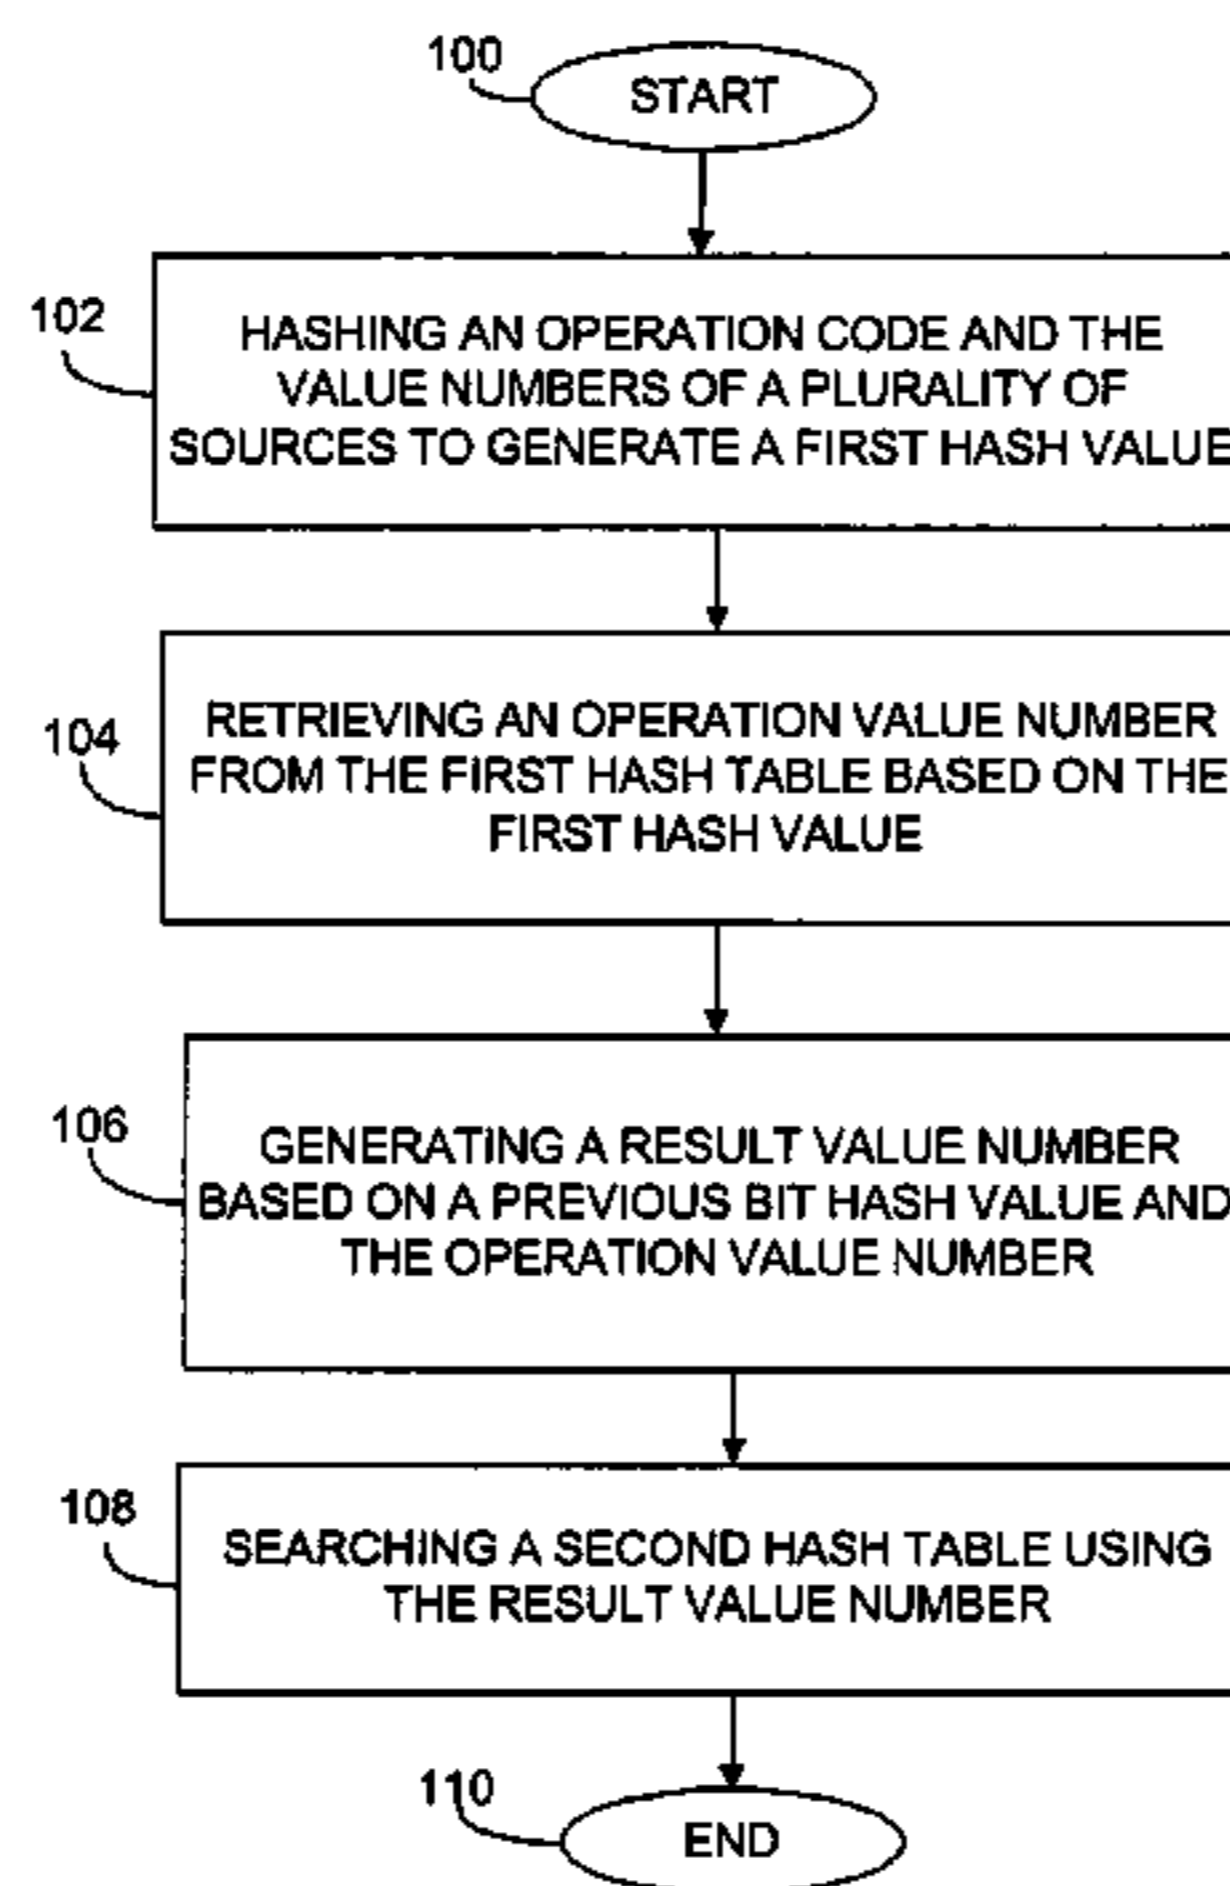 100
START
102
HASHING AN OPERATION CODE AND THE
VALUE NUMBERS OF A PLURALITY OF
SOURCES TO GENERATE A FIRST HASH VALUE
104
RETRIEVING AN OPERATION VALUE NUMBER
FROM THE FIRST HASH TABLE BASED ON THE
FIRST HASH VALUE
106
GENERATING A RESULT VALUE NUMBER
BASED ON A PREVIOUS BIT HASH VALUE AND
THE OPERATION VALUE NUMBER
108
SEARCHING A SECOND HASH TABLE USING
THE RESULT VALUE NUMBER
110
END